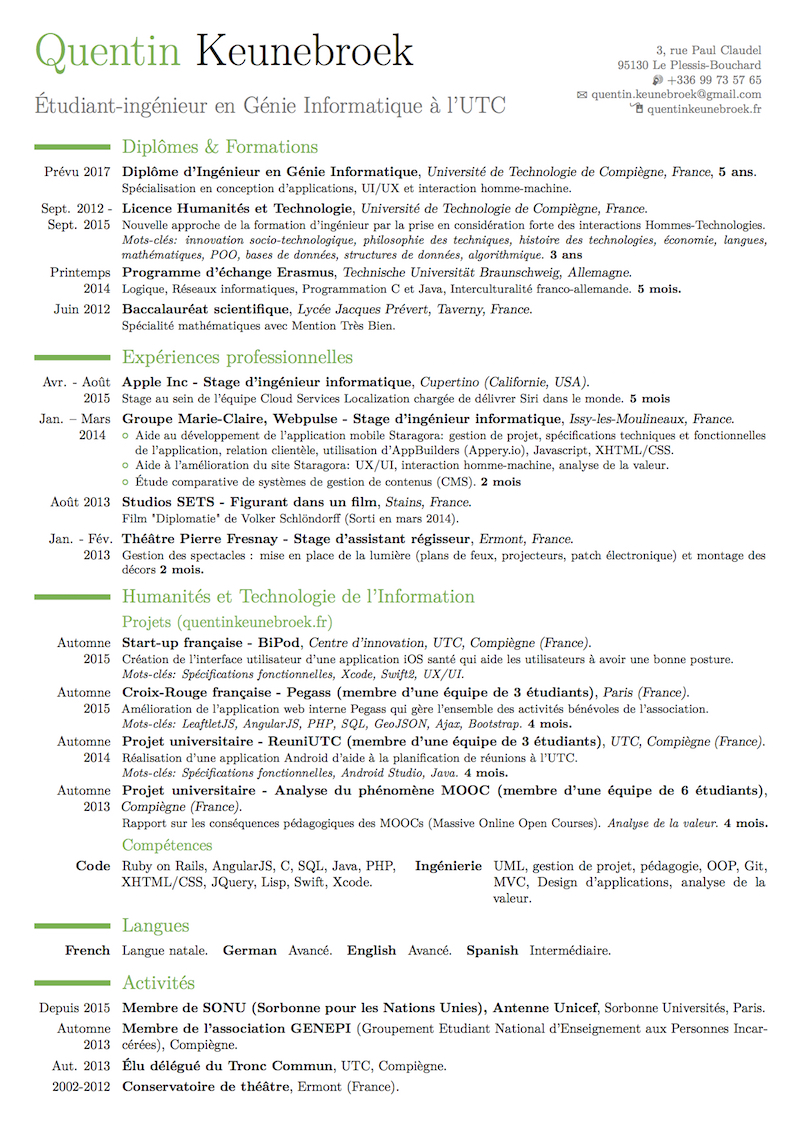 Quentin Keunebroek
Étudiant-ingénieur en Génie Informatique à l'UTC
3, rue Paul Claudel
95130 Le Plessis-Bouchard
+336 99 73 57 65
quentin.keunebroek@gmail.com
quentinkeunebroek.fr
Diplômes & Formations
Prévu 2017 Diplôme d'Ingénieur en Génie Informatique, Université de Technologie de Compiègne, France, 5 ans.
Spécialisation en conception d'applications, UI/UX et interaction homme-machine.
Sept. 2012 - Licence Humanités et Technologie, Université de Technologie de Compiègne, France.
Sept. 2015 Nouvelle approche de la formation d'ingénieur par la prise en considération forte des interactions Hommes-Technologies.
Mots-clés: innovation socio-technologique, philosophie des techniques, histoire des technologies, économie, langues,
mathématiques, POO, bases de données, structures de données, algorithmique. 3 ans
Printemps Programme d'échange Erasmus, Technische Universität Braunschweig, Allemagne.
2014 Logique, Réseaux informatiques, Programmation C et Java, Interculturalité franco-allemande. 5 mois.
Juin 2012 Baccalauréat scientifique, Lycée Jacques Prévert, Taverny, France.
Spécialité mathématiques avec Mention Très Bien.
Expériences professionnelles
Avr. - Août Apple Inc - Stage d'ingénieur informatique, Cupertino (Californie, USA).
2015 Stage au sein de l'équipe Cloud Services Localization chargée de délivrer Siri dans le monde. 5 mois
Jan. – Mars Groupe Marie-Claire, Webpulse - Stage d'ingénieur informatique, Issy-les-Moulineaux, France.
2014 Aide au développement de l'application mobile Staragora: gestion de projet, spécifications techniques et fonctionnelles
de l'application, relation clientèle, utilisation d'AppBuilders (Appery.io), Javascript, XHTML/CSS.
Aide à l'amélioration du site Staragora: UX/UI, interaction homme-machine, analyse de la valeur.
Étude comparative de systèmes de gestion de contenus (CMS). 2 mois
Août 2013 Studios SETS - Figurant dans un film, Stains, France.
Film "Diplomatie" de Volker Schlöndorff (Sorti en mars 2014).
Jan. - Fév. Théâtre Pierre Fresnay - Stage d'assistant régisseur, Ermont, France.
2013 Gestion des spectacles : mise en place de la lumière (plans de feux, projecteurs, patch électronique) et montage des
décors 2 mois.
Humanités et Technologie de l'Information
Projets (quentinkeunebroek.fr)
Automne Start-up française - BiPod, Centre d'innovation, UTC, Compiègne (France).
2015 Création de l'interface utilisateur d'une application iOS santé qui aide les utilisateurs à avoir une bonne posture.
Mots-clés: Spécifications fonctionnelles, Xcode, Swift2, UX/UI.
Automne Croix-Rouge française - Pegass (membre d'une équipe de 3 étudiants), Paris (France).
2015 Amélioration de l'application web interne Pegass qui gère l'ensemble des activités bénévoles de l'association.
Mots-clés: LeaftletJS, AngularJS, PHP, SQL, GeoJSON, Ajax, Bootstrap. 4 mois.
Automne Projet universitaire - ReuniUTC (membre d'une équipe de 3 étudiants), UTC, Compiègne (France).
2014 Réalisation d'une application Android d'aide à la planification de réunions à l'UTC.
Mots-clés: Spécifications fonctionnelles, Android Studio, Java. 4 mois.
Automne Projet universitaire - Analyse du phénomène MOOC (membre d'une équipe de 6 étudiants),
2013 Compiègne (France).
Rapport sur les conséquences pédagogiques des MOOCs (Massive Online Open Courses). Analyse de la valeur. 4 mois.
Compétences
Code Ruby on Rails, AngularJS, C, SQL, Java, PHP,
XHTML/CSS, JQuery, Lisp, Swift, Xcode.
Ingénierie UML, gestion de projet, pédagogie, OOP, Git,
MVC, Design d'applications, analyse de la
valeur.
Langues
French Langue natale. German Avancé. English Avancé. Spanish Intermédiaire.
Activités
Depuis 2015 Membre de SONU (Sorbonne pour les Nations Unies), Antenne Unicef, Sorbonne Universités, Paris.
Automne Membre de l'association GENEPI (Groupement Etudiant National d'Enseignement aux Personnes Incar-
2013 cérées), Compiègne.
Aut. 2013 Élu délégué du Tronc Commun, UTC, Compiègne.
2002-2012 Conservatoire de théâtre, Ermont (France).